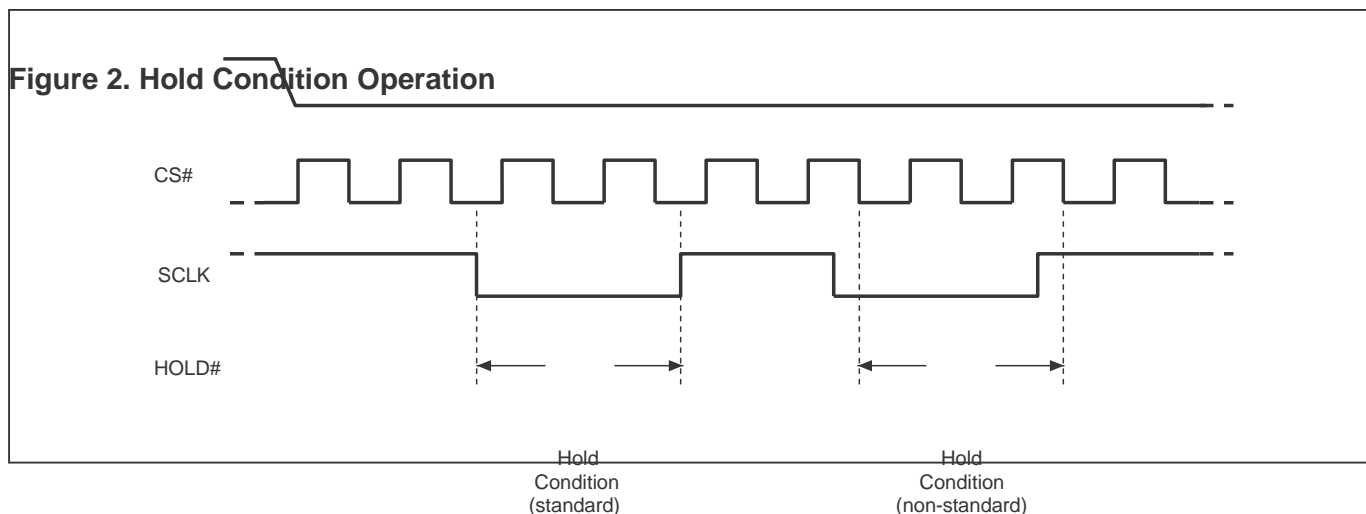 Figure 2. Hold Condition Operation
CS#
SCLK
HOLD#
Hold
Condition
(standard)
Hold
Condition
(non-standard)